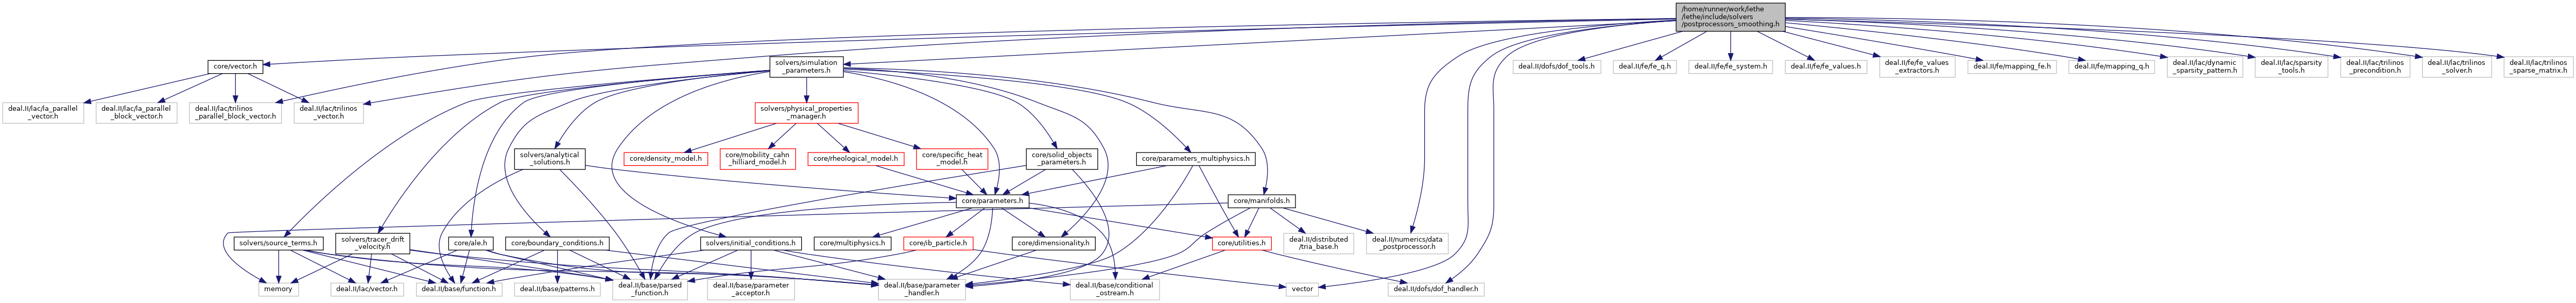 /home/runner/work/lethe
/lethe/include/solvers
/postprocessors_smoothing.h
core/vector.h
solvers/simulation
_parameters.h
deal.II/dofs/dof_tools.h
deal.II/fe/fe_q.h
deal.II/fe/fe_system.h
deal.II/fe/fe_values.h
deal.II/fe/fe_values
_extractors.h
deal.II/fe/mapping_fe.h
deal.II/fe/mapping_q.h
deal.II/lac/dynamic
_sparsity_pattern.h
deal.II/lac/sparsity
_tools.h
deal.II/lac/trilinos
_precondition.h
deal.II/lac/trilinos
_solver.h
deal.II/lac/trilinos
_sparse_matrix.h
deal.II/lac/la_parallel
_vector.h
deal.II/lac/la_parallel
_block_vector.h
deal.II/lac/trilinos
_parallel_block_vector.h
deal.II/lac/trilinos
_vector.h
solvers/physical_properties
_manager.h
solvers/analytical
_solutions.h
core/density_model.h
core/mobility_cahn
_hilliard_model.h
core/rheological_model.h
core/specific_heat
_model.h
core/solid_objects
_parameters.h
core/parameters_multiphysics.h
core/parameters.h
core/manifolds.h
solvers/source_terms.h
solvers/tracer_drift
_velocity.h
core/ale.h
core/boundary_conditions.h
solvers/initial_conditions.h
core/multiphysics.h
core/ib_particle.h
core/dimensionality.h
core/utilities.h
deal.II/distributed
/tria_base.h
deal.II/numerics/data
_postprocessor.h
memory
deal.II/lac/vector.h
deal.II/base/function.h
deal.II/base/patterns.h
deal.II/base/parsed
_function.h
deal.II/base/parameter
_acceptor.h
deal.II/base/parameter
_handler.h
deal.II/base/conditional
_ostream.h
vector
deal.II/dofs/dof_handler.h